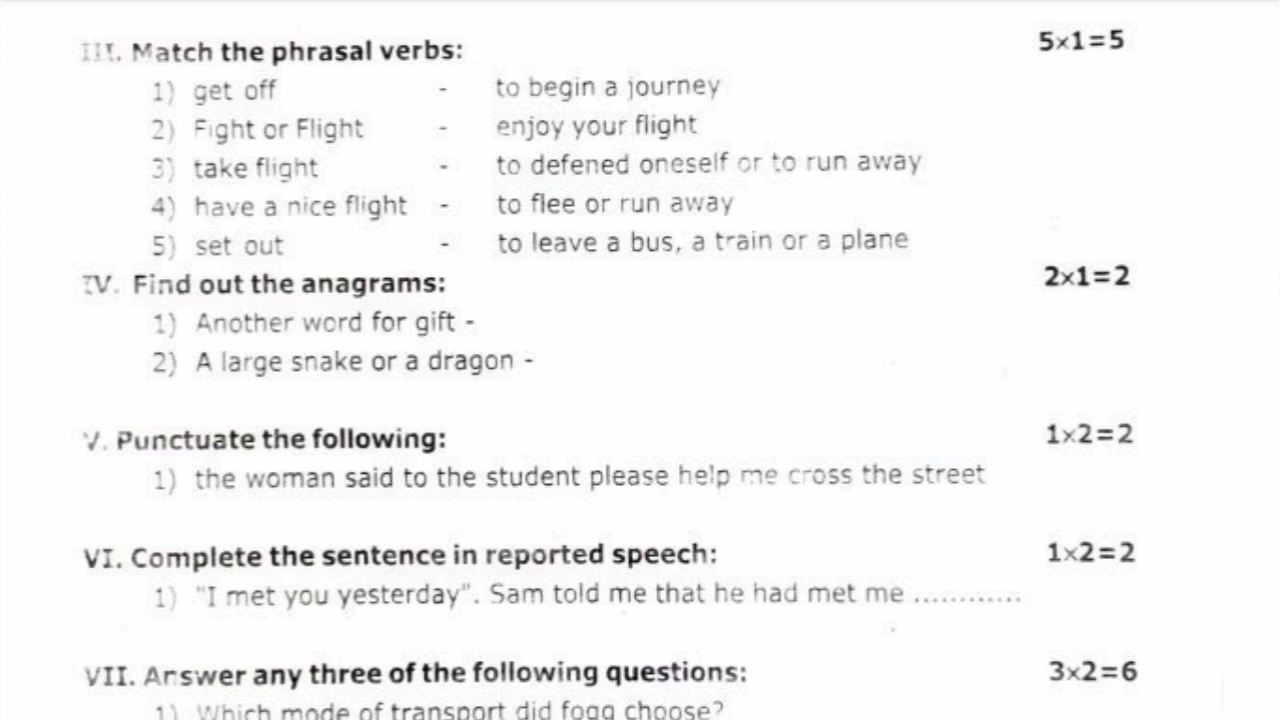 III. Match the phrasal verbs: 5×1=5
1) get off - to begin a journey
2) Fight or Flight - enjoy your flight
3) take flight - to defened oneself or to run away
4) have a nice flight - to flee or run away
5) set out - to leave a bus, a train or a plane
IV. Find out the anagrams: 2×1=2
1) Another word for gift -
2) A large snake or a dragon -
V. Punctuate the following: 1×2=2
1) the woman said to the student please help me cross the street
VI. Complete the sentence in reported speech: 1×2=2
1) "I met you yesterday". Sam told me that he had met me ............
VII. Answer any three of the following questions: 3×2=6
1) Which mode of transport did fogg choose?